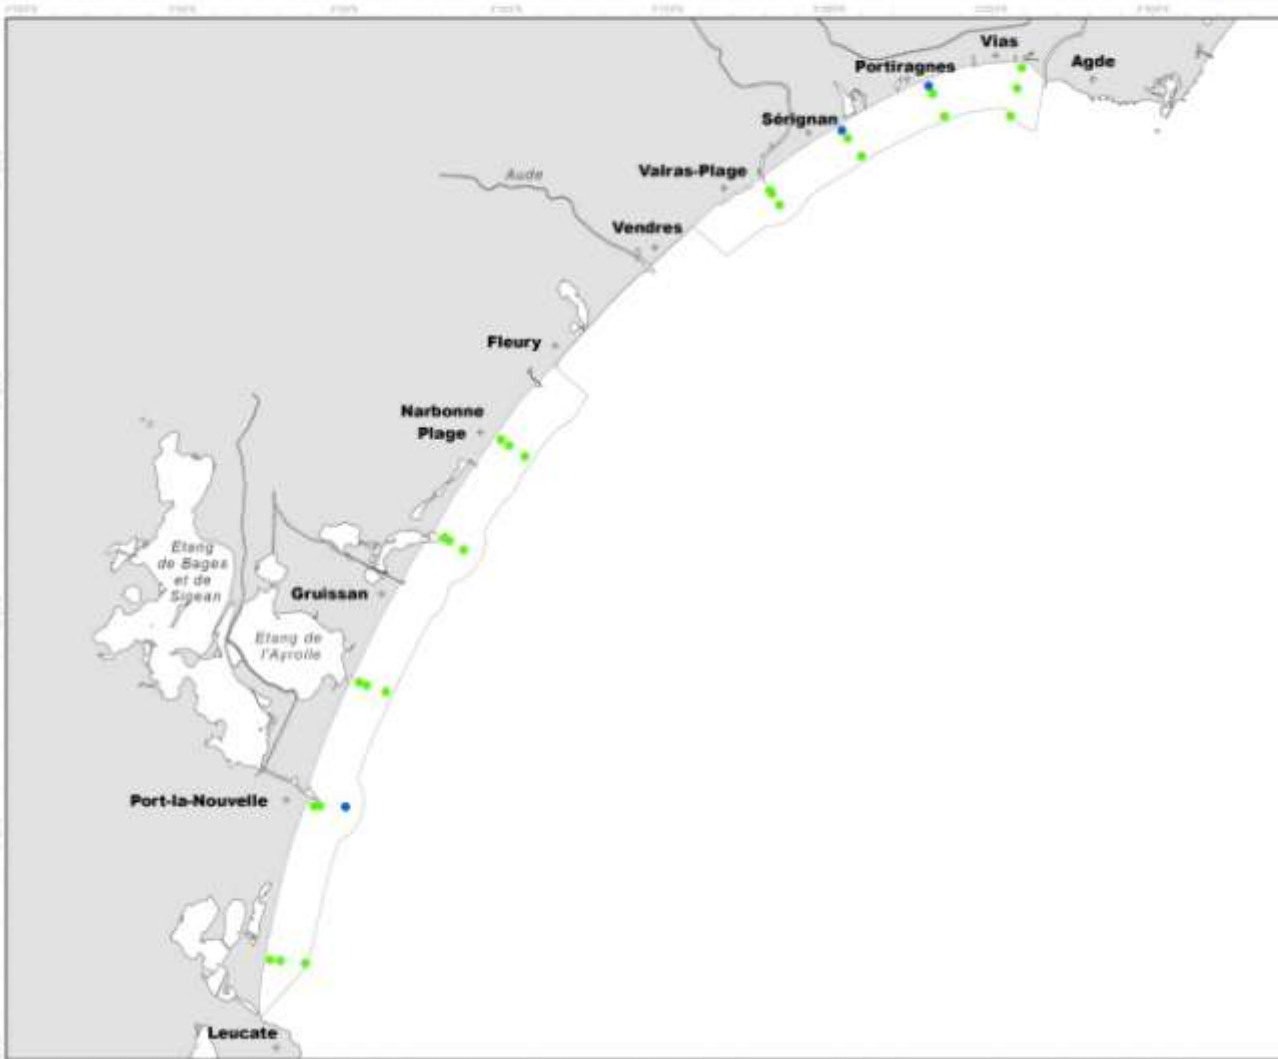 Vias
Portiragnes
Agde
Sérignan
Valras-Plage
Aude
Vendres
Fleury
Narbonne
Plage
Etang
de Bages
et de
Sigean
Gruissan
Etang de
l'Ayrolle
Port-la-Nouvelle
Leucate